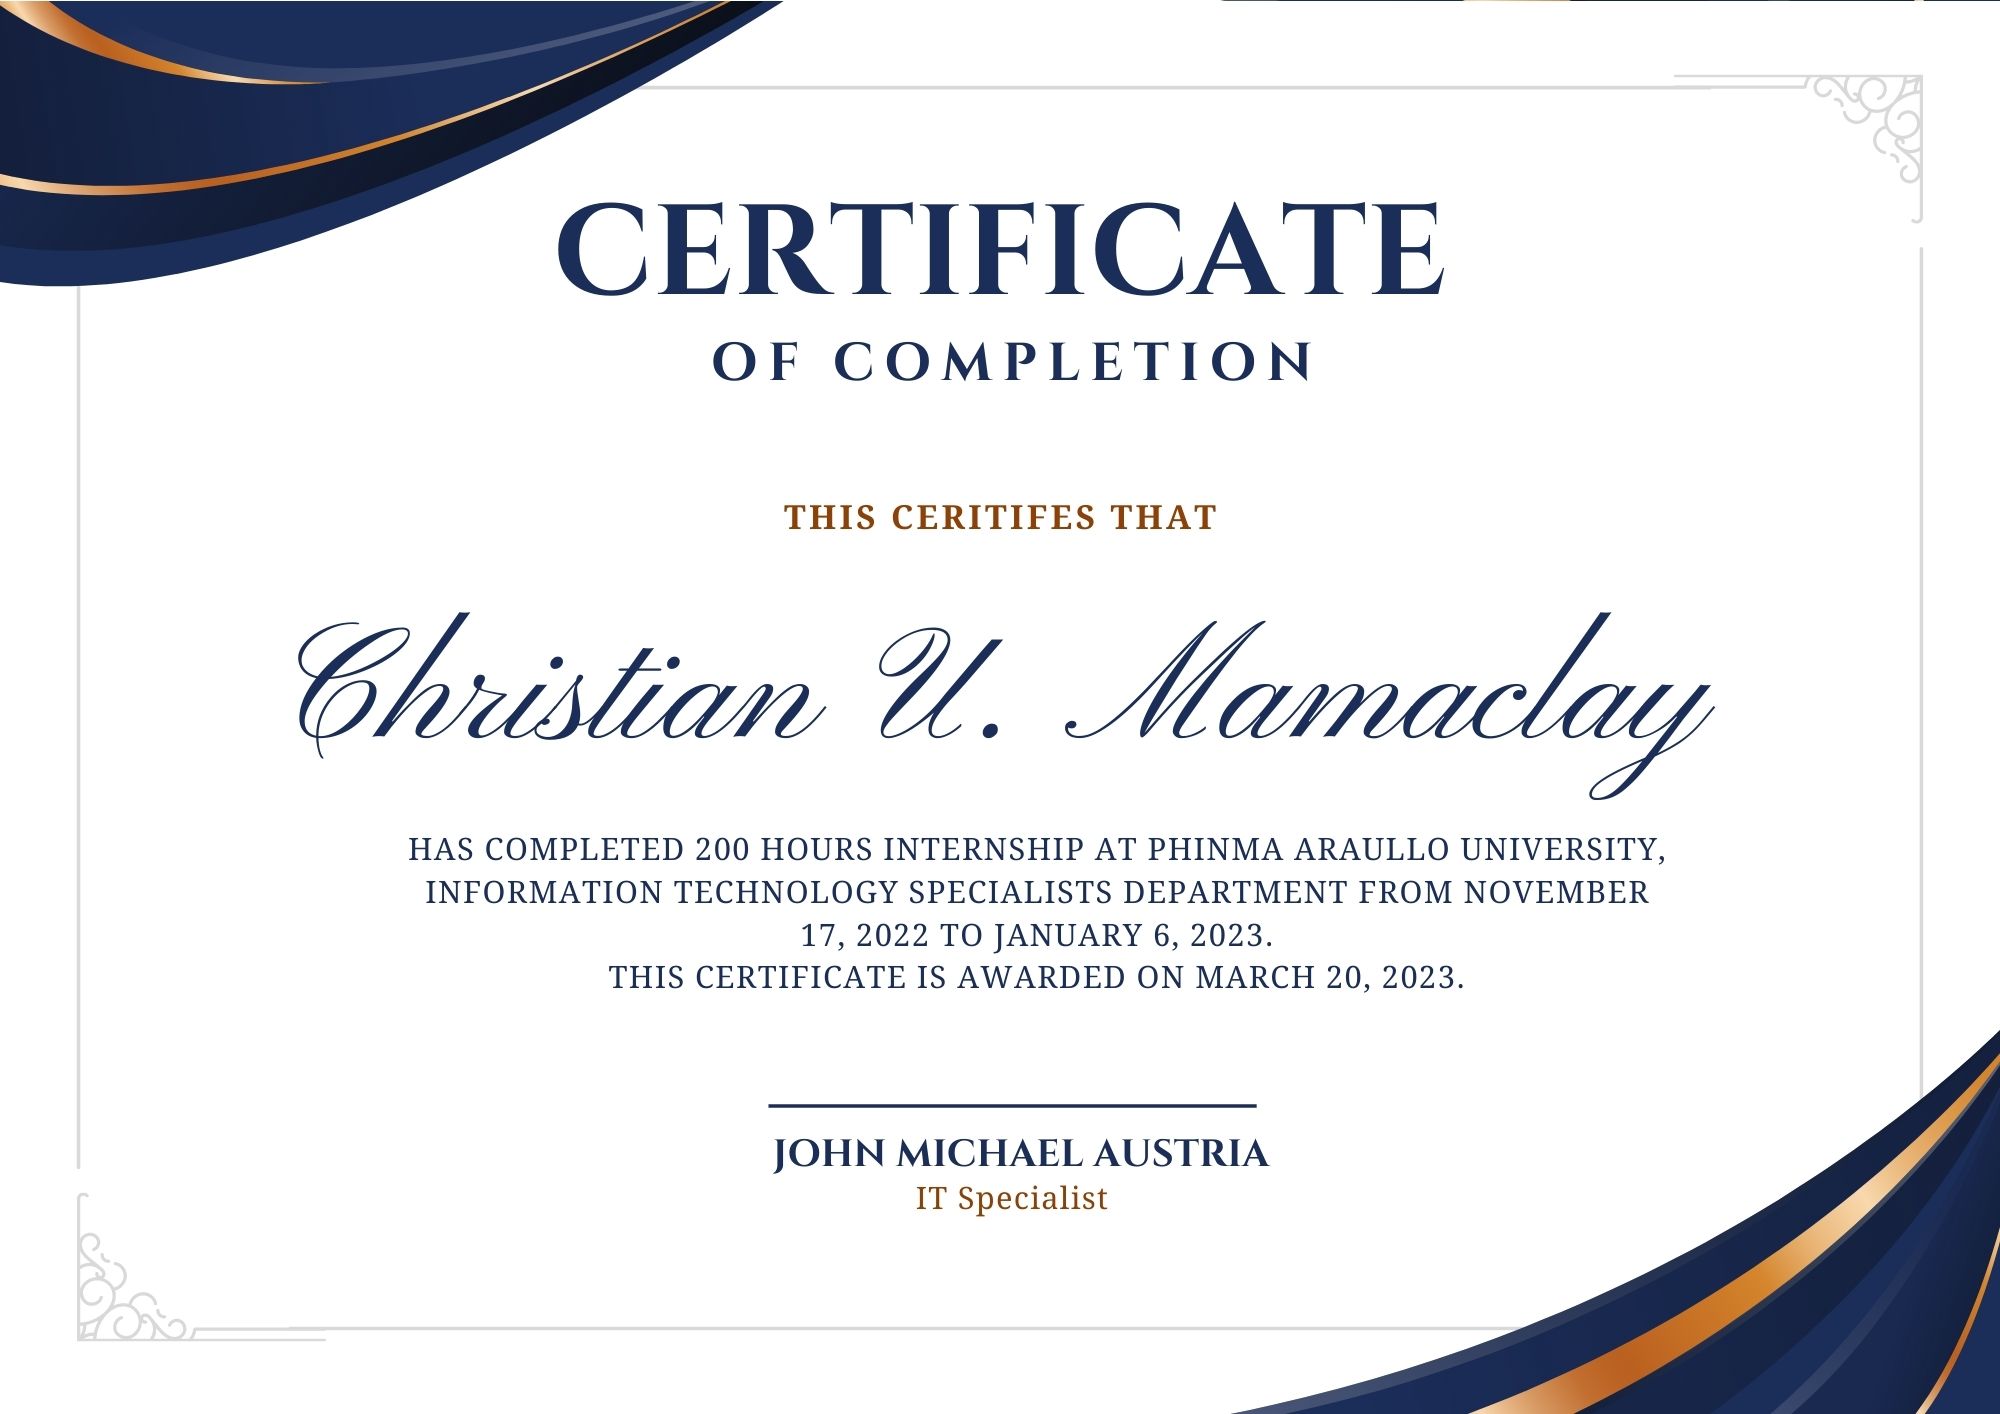 CERTIFICATE
OF COMPLETION
THIS CERITIFES THAT
Christian U. Mamaclay
HAS COMPLETED 200 HOURS INTERNSHIP AT PHINMA ARAULLO UNIVERSITY,
INFORMATION TECHNOLOGY SPECIALISTS DEPARTMENT FROM NOVEMBER
17, 2022 TO JANUARY 6, 2023.
THIS CERTIFICATE IS AWARDED ON MARCH 20, 2023.
JOHN MICHAEL AUSTRIA
IT Specialist